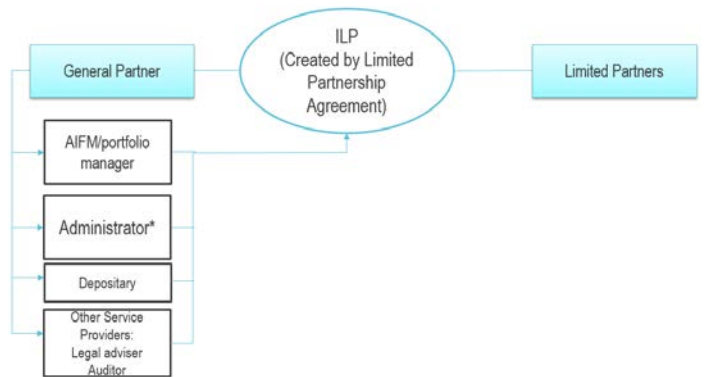 ILP
(Created by Limited
Partnership
Agreement)
General Partner
Limited Partners
AIFM/portfolio
manager
Administrator*
Depositary
Other Service
Providers:
Legal adviser
Auditor